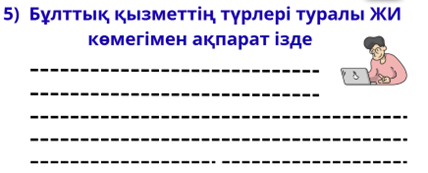 5) Бұлттық қызметтің түрлері туралы ЖИ
көмегімен ақпарат ізде